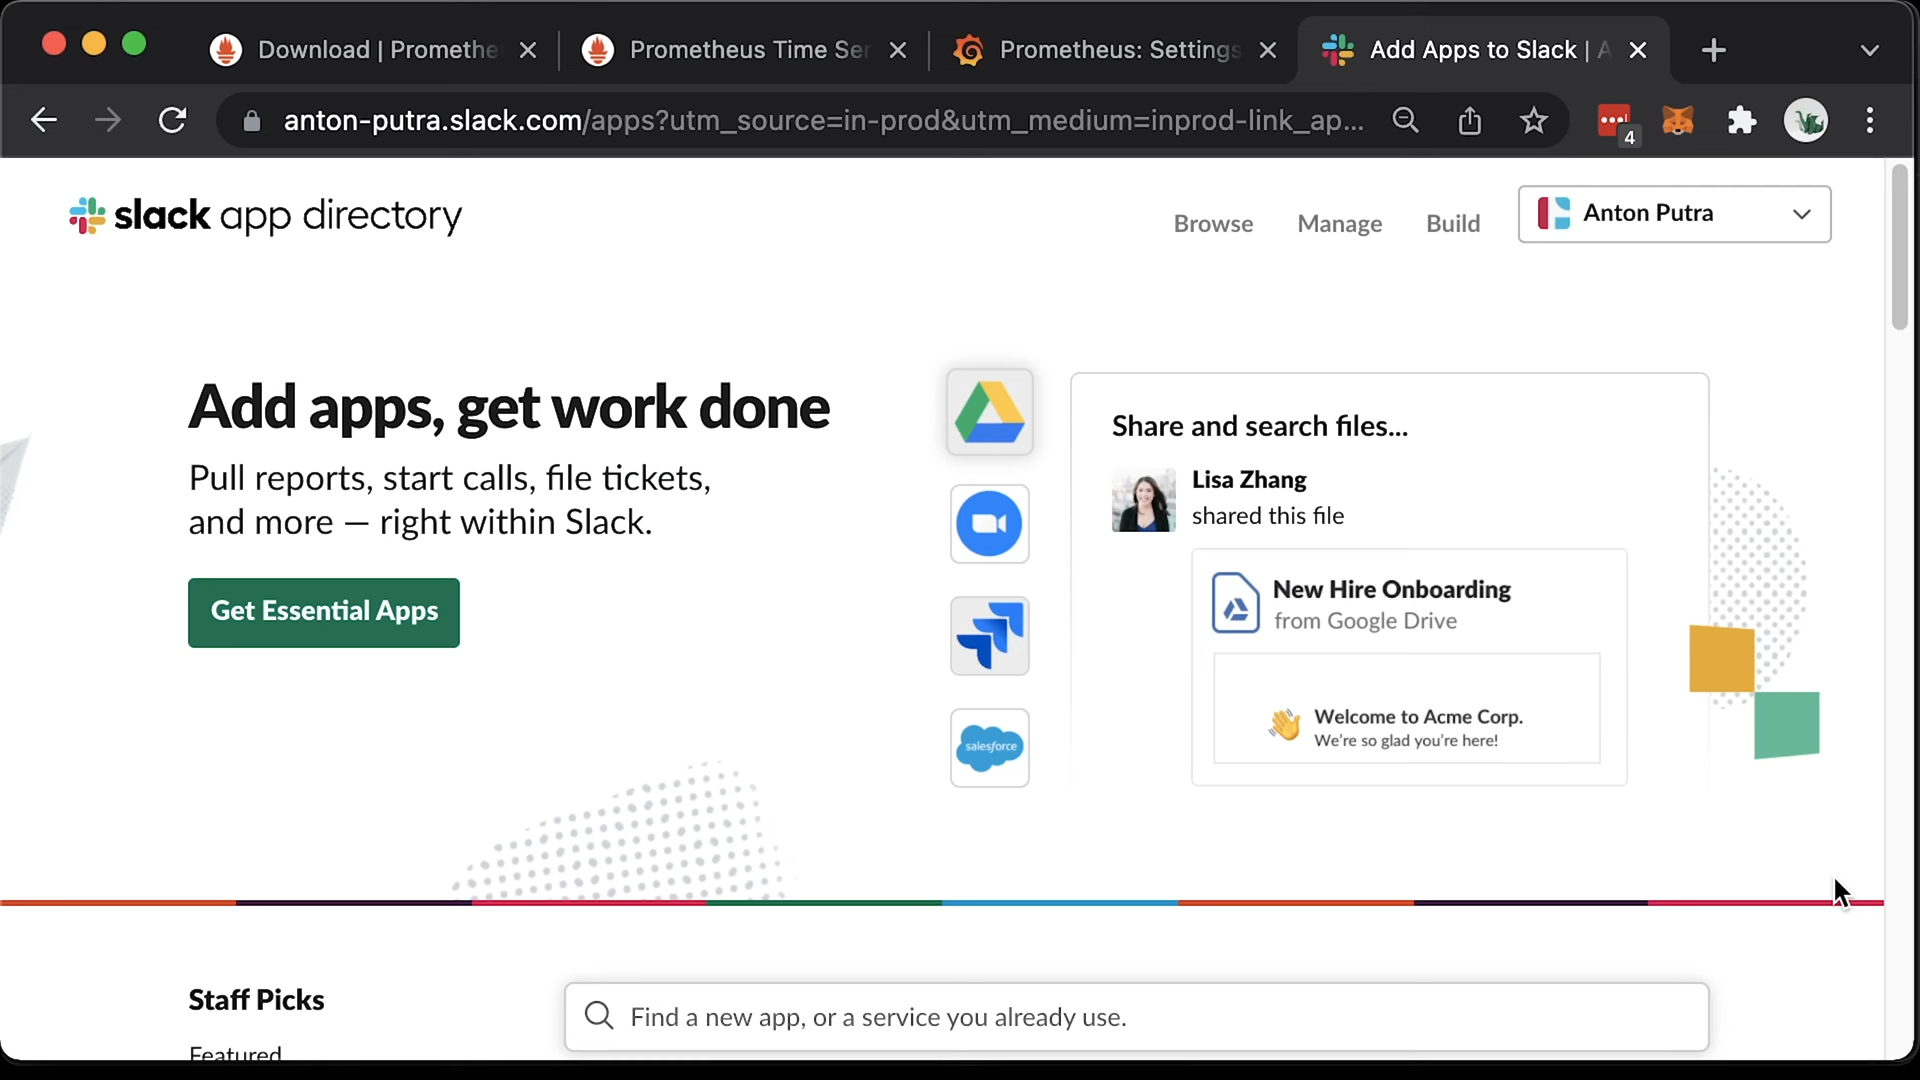 Download | Promethe
Prometheus Time Ser
Prometheus: Settings
Add Apps to Slack | A
anton-putra.slack.com/apps?utm_source=in-prod&utm_medium=inprod-link_ap...
4
slack app directory
Browse
Manage
Build
Anton Putra
Add apps, get work done
Pull reports, start calls, file tickets,
and more — right within Slack.
Get Essential Apps
Share and search files...
Lisa Zhang
shared this file
New Hire Onboarding
from Google Drive
Welcome to Acme Corp.
We're so glad you're here!
salesforce
Staff Picks
Find a new app, or a service you already use.
Featured